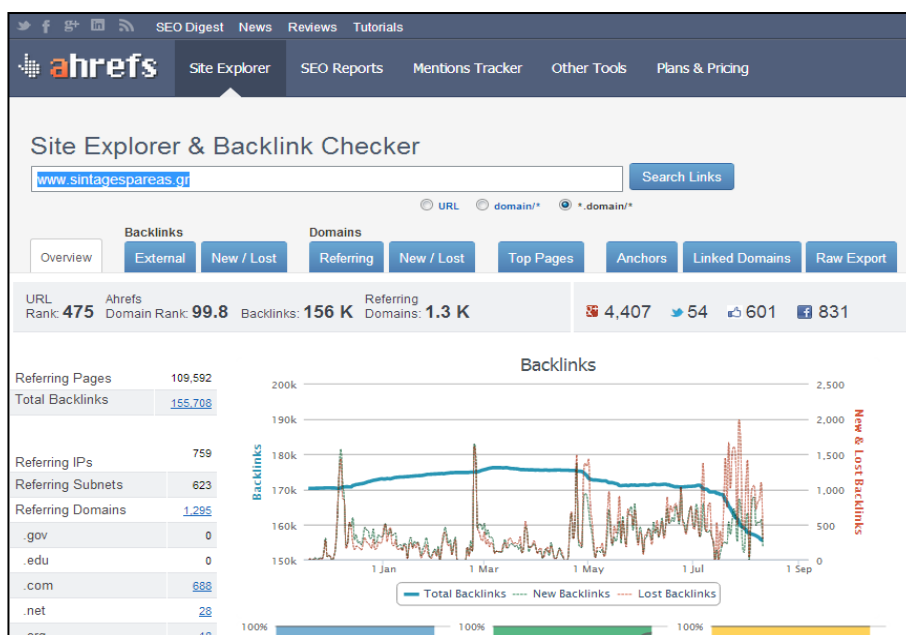 SEO Digest News Reviews Tutorials
ahrefs Site Explorer SEO Reports Mentions Tracker Other Tools Plans & Pricing
Site Explorer & Backlink Checker
www.sintagespareas.gr Search Links
URL domain/* *.domain/*
Backlinks Domains
Overview External New / Lost Referring New / Lost Top Pages Anchors Linked Domains Raw Export
URL Rank: 475 Ahrefs Domain Rank: 99.8 Backlinks: 156 K Referring Domains: 1.3 K 4,407 54 601 831
Referring Pages 109,592
Total Backlinks 155,708
Referring IPs 759
Referring Subnets 623
Referring Domains 1,295
.gov 0
.edu 0
.com 688
.net 28
Backlinks
200k 2,500
190k 2,000
180k 1,500
170k 1,000
160k 500
150k 0
Backlinks
New & Lost Backlinks
1 Jan 1 Mar 1 May 1 Jul 1 Sep
Total Backlinks New Backlinks Lost Backlinks
100% 100% 100%